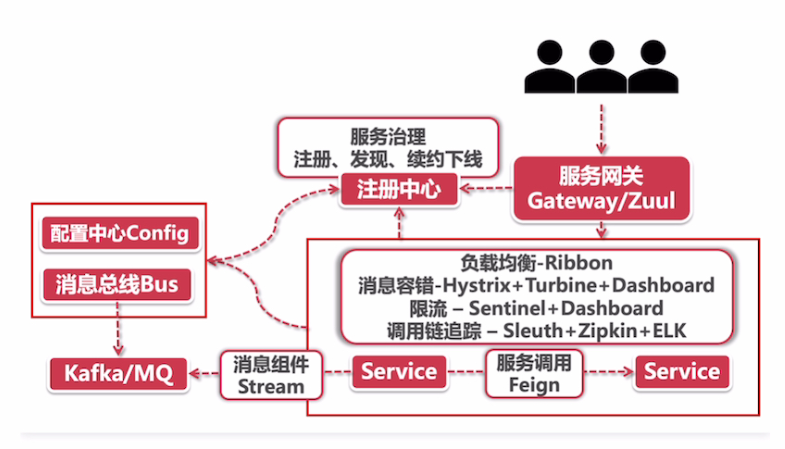 服务治理
注册、发现、续约下线
注册中心
服务网关
Gateway/Zuul
配置中心Config
消息总线Bus
负载均衡-Ribbon
消息容错-Hystrix+Turbine+Dashboard
限流 – Sentinel+Dashboard
调用链追踪 – Sleuth+Zipkin+ELK
Kafka/MQ
消息组件
Stream
Service
服务调用
Feign
Service